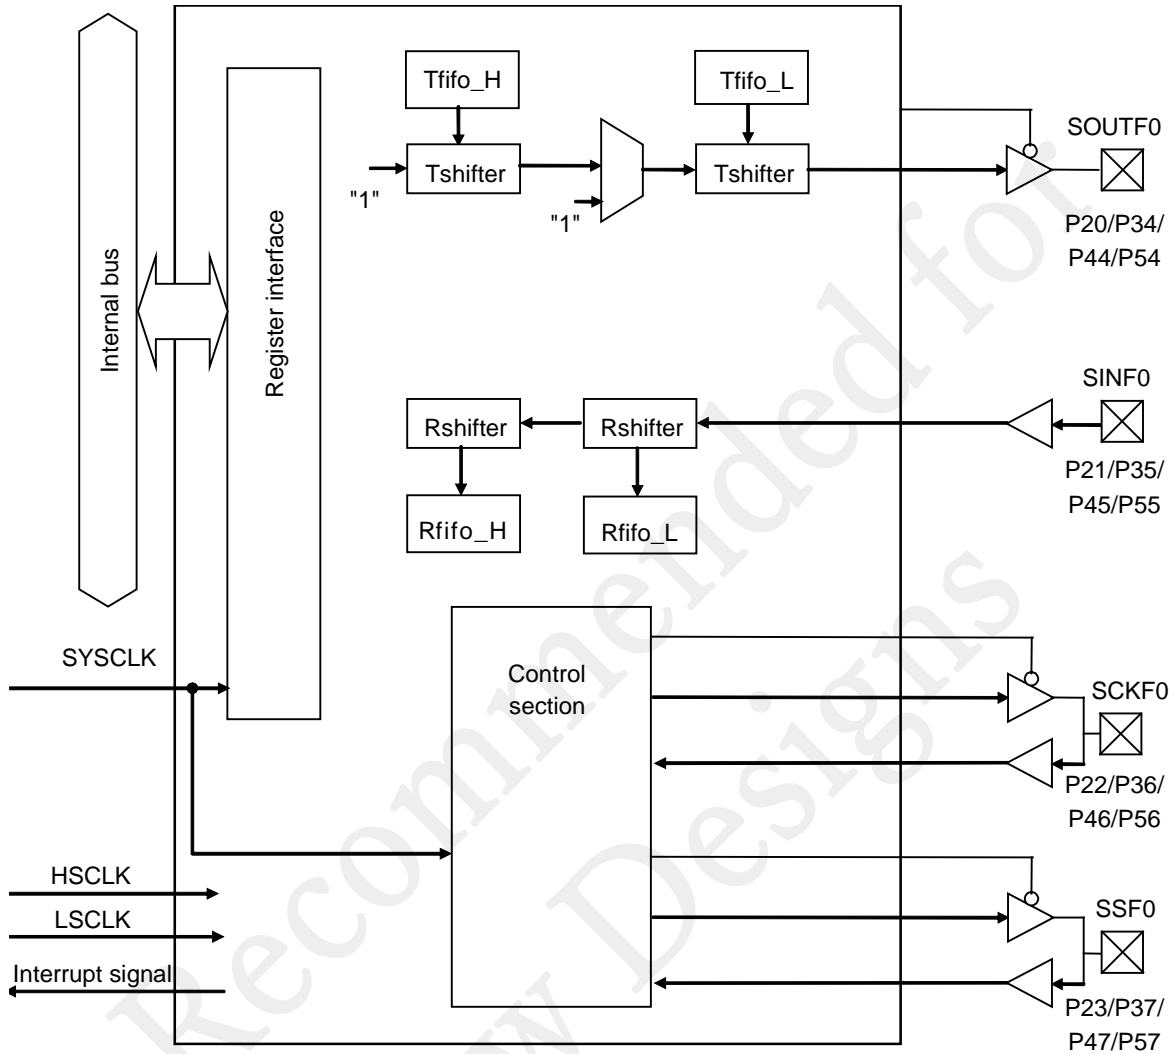 Tfifo_H
Tfifo_L
SOUTF0
Tshifter
Tshifter
"1"
"1"
P20/P34/
P44/P54
Internal bus
Register interface
SINF0
Rshifter
Rshifter
P21/P35/
P45/P55
Rfifo_H
Rfifo_L
SYSCLK
Control
section
SCKF0
P22/P36/
P46/P56
HSCLK
LSCLK
Interrupt signal
SSF0
P23/P37/
P47/P57
Recommended for
Designs